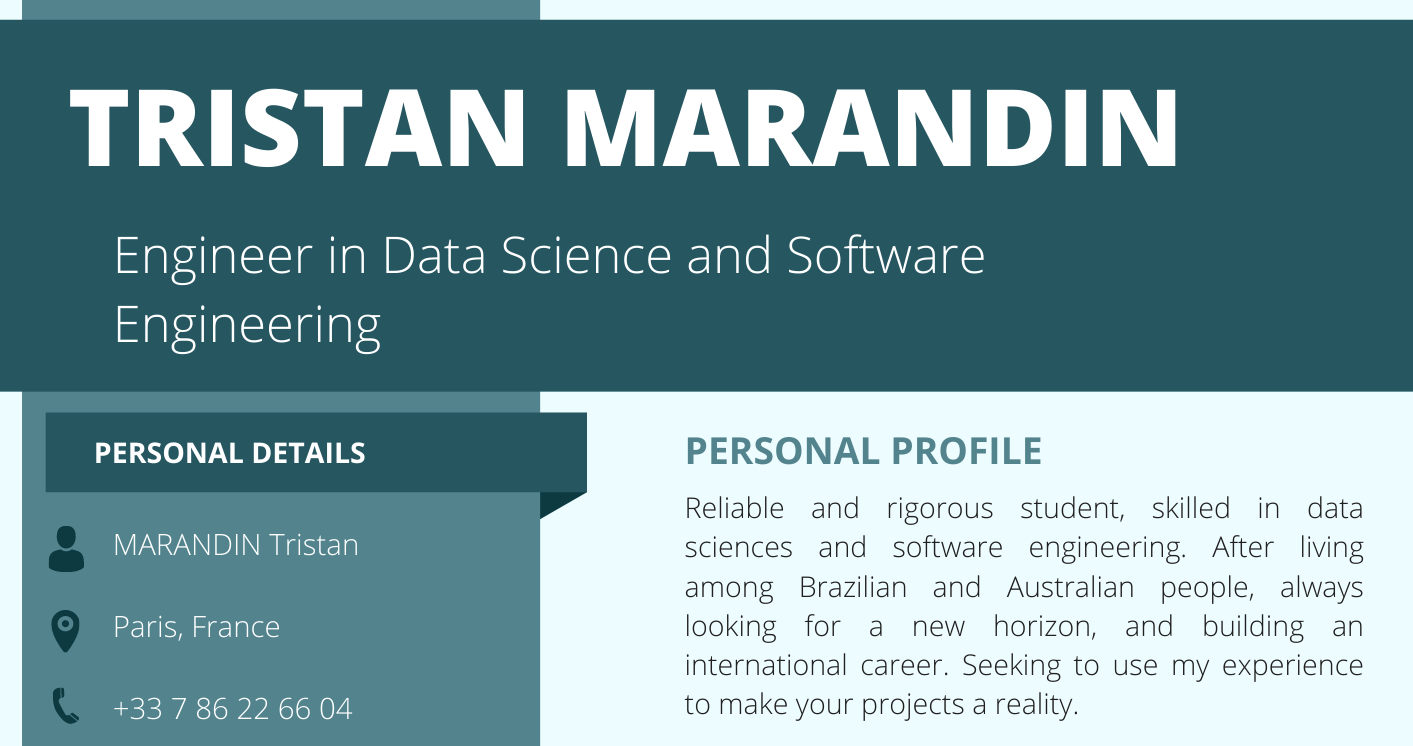 TRISTAN MARANDIN
Engineer in Data Science and Software
Engineering
PERSONAL DETAILS
MARANDIN Tristan
Paris, France
+33 7 86 22 66 04
PERSONAL PROFILE
Reliable and rigorous student, skilled in data
sciences and software engineering. After living
among Brazilian and Australian people, always
looking for a new horizon, and building an
international career. Seeking to use my experience
to make your projects a reality.